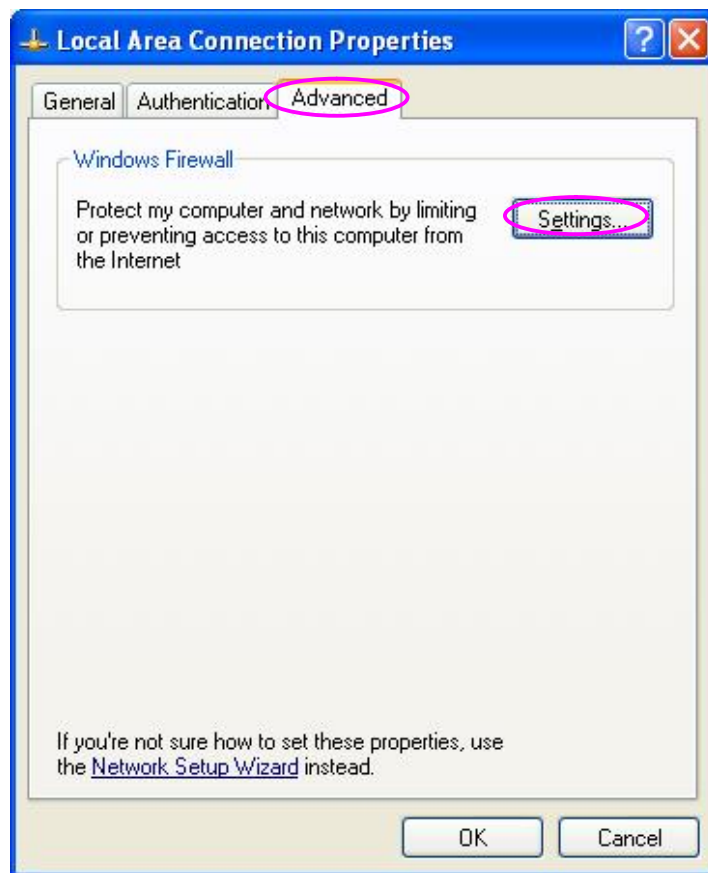 Local Area Connection Properties
General Authentication Advanced
Windows Firewall
Protect my computer and network by limiting
or preventing access to this computer from
the Internet
Settings...
If you're not sure how to set these properties, use
the Network Setup Wizard instead.
OK Cancel